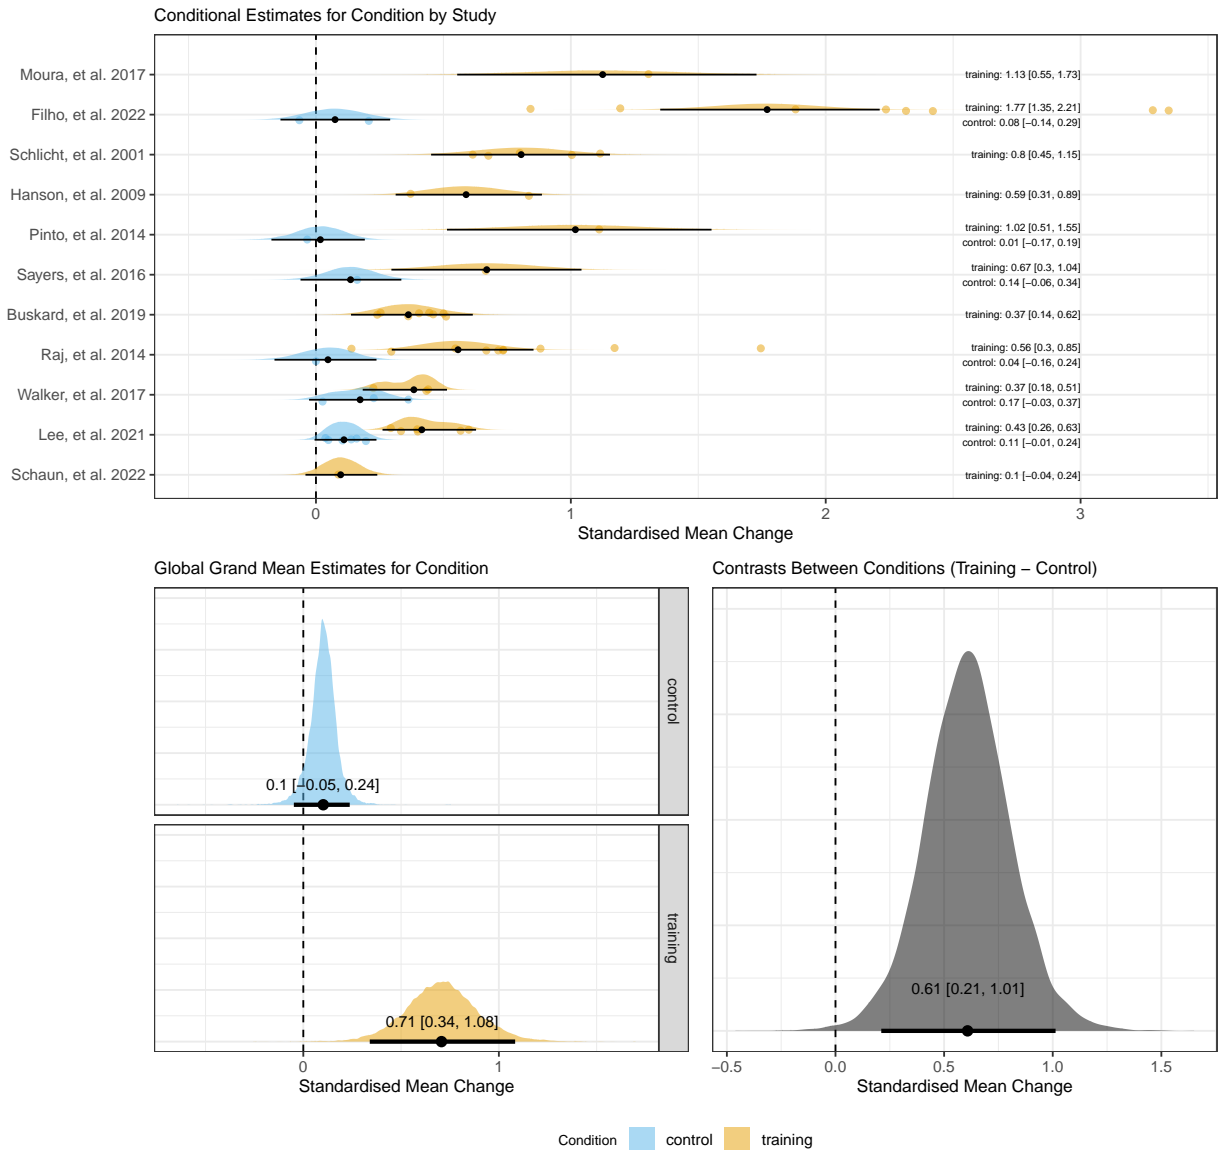 Conditional Estimates for Condition by Study
Moura, et al. 2017
training: 1.13 [0.55, 1.73]
Filho, et al. 2022
training: 1.77 [1.35, 2.21]
control: 0.08 [−0.14, 0.29]
Schlicht, et al. 2001
training: 0.8 [0.45, 1.15]
Hanson, et al. 2009
training: 0.59 [0.31, 0.89]
Pinto, et al. 2014
training: 1.02 [0.51, 1.55]
control: 0.01 [−0.17, 0.19]
Sayers, et al. 2016
training: 0.67 [0.3, 1.04]
control: 0.14 [−0.06, 0.34]
Buskard, et al. 2019
training: 0.37 [0.14, 0.62]
Raj, et al. 2014
training: 0.56 [0.3, 0.85]
control: 0.04 [−0.16, 0.24]
Walker, et al. 2017
training: 0.37 [0.18, 0.51]
control: 0.17 [−0.03, 0.37]
Lee, et al. 2021
training: 0.43 [0.26, 0.63]
control: 0.11 [−0.01, 0.24]
Schaun, et al. 2022
training: 0.1 [−0.04, 0.24]
0 1 2 3
Standardised Mean Change
Global Grand Mean Estimates for Condition
control
0.1 [−0.05, 0.24]
training
0.71 [0.34, 1.08]
0 1
Standardised Mean Change
Contrasts Between Conditions (Training − Control)
0.61 [0.21, 1.01]
−0.5 0.0 0.5 1.0 1.5
Standardised Mean Change
Condition control training